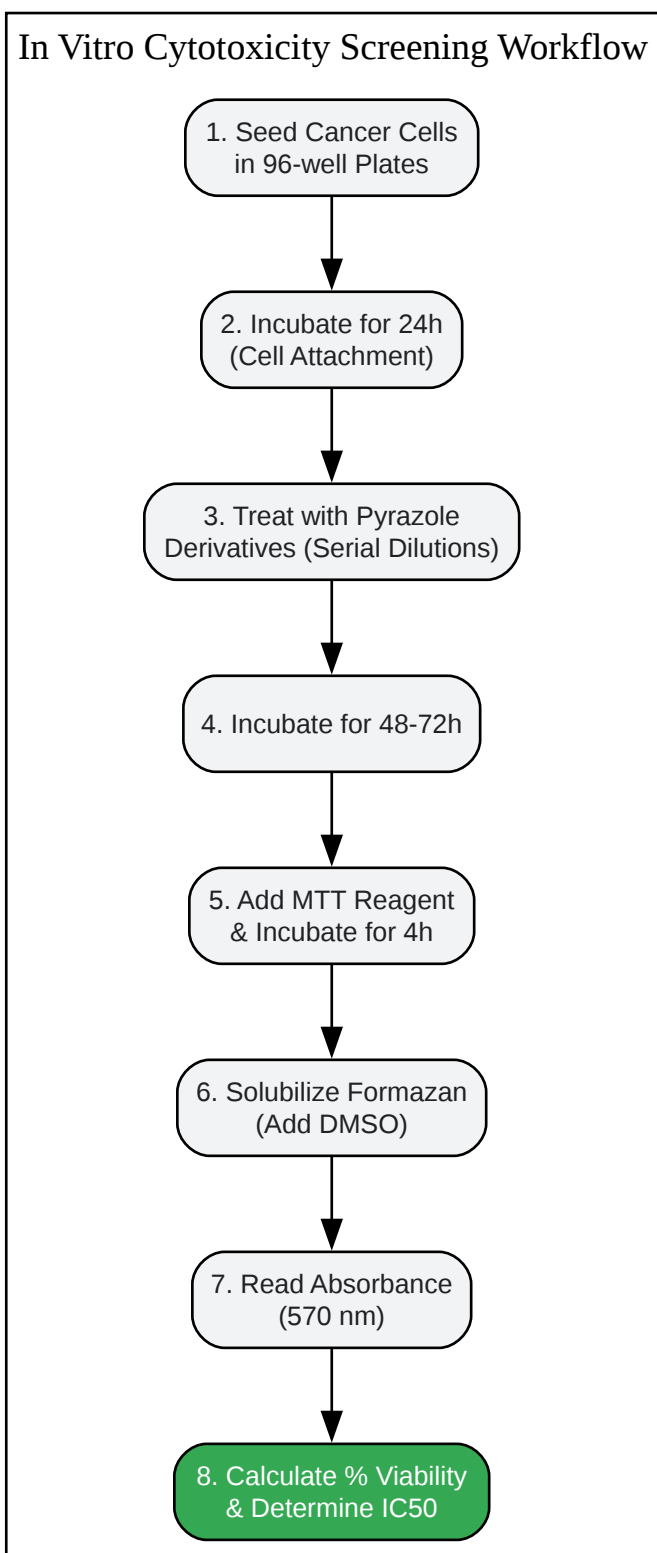 In Vitro Cytotoxicity Screening Workflow
1. Seed Cancer Cells
in 96-well Plates
2. Incubate for 24h
(Cell Attachment)
3. Treat with Pyrazole
Derivatives (Serial Dilutions)
4. Incubate for 48-72h
5. Add MTT Reagent
& Incubate for 4h
6. Solubilize Formazan
(Add DMSO)
7. Read Absorbance
(570 nm)
8. Calculate % Viability
& Determine IC50